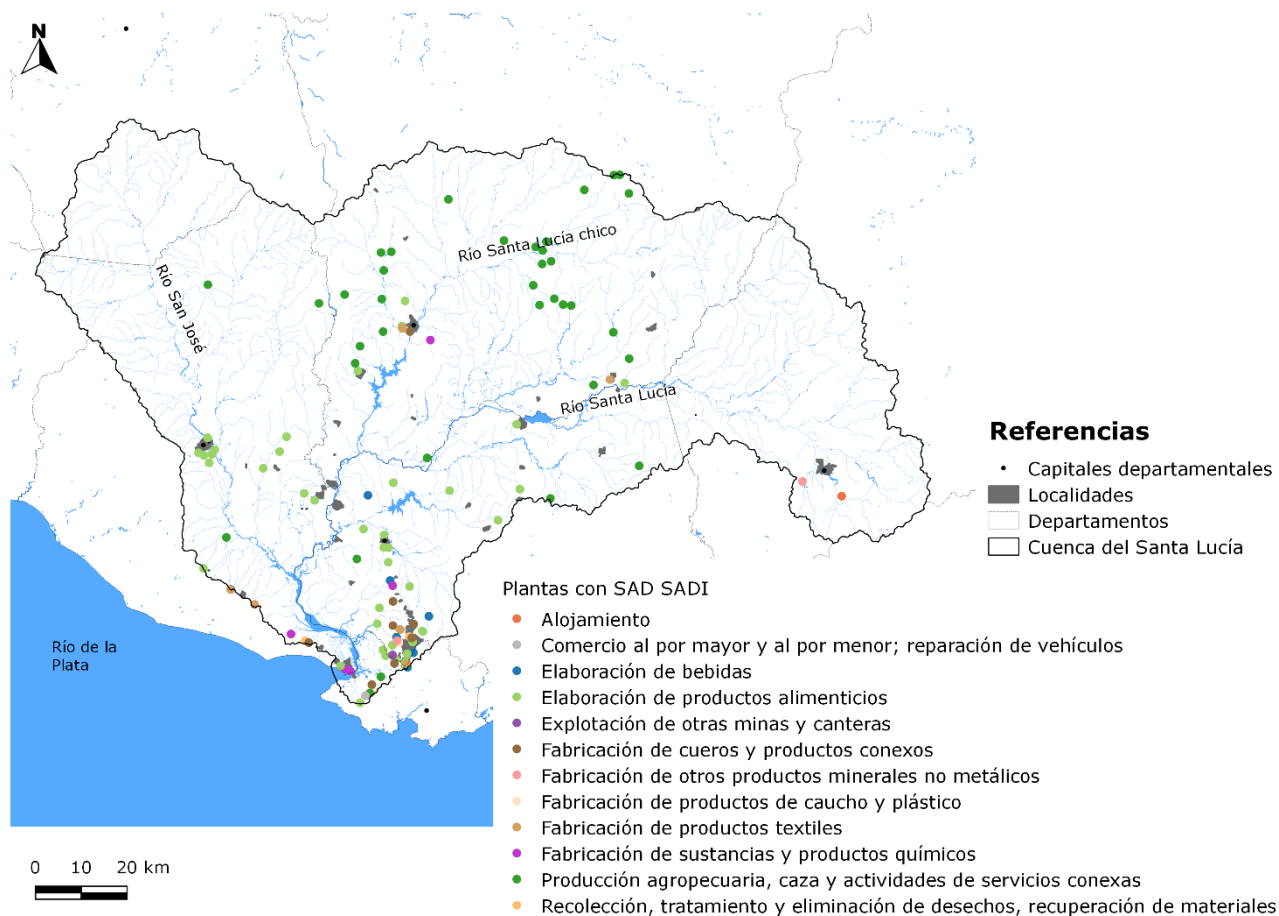 N
Río Santa Lucía chico
Río San José
Río Santa Lucía
Río de la
Plata
Referencias
Capitales departamentales
Localidades
Departamentos
Cuenca del Santa Lucía
Plantas con SAD SADI
Alojamiento
Comercio al por mayor y al por menor; reparación de vehículos
Elaboración de bebidas
Elaboración de productos alimenticios
Explotación de otras minas y canteras
Fabricación de cueros y productos conexos
Fabricación de otros productos minerales no metálicos
Fabricación de productos de caucho y plástico
Fabricación de productos textiles
Fabricación de sustancias y productos químicos
Producción agropecuaria, caza y actividades de servicios conexas
Recolección, tratamiento y eliminación de desechos, recuperación de materiales
0 10 20 km